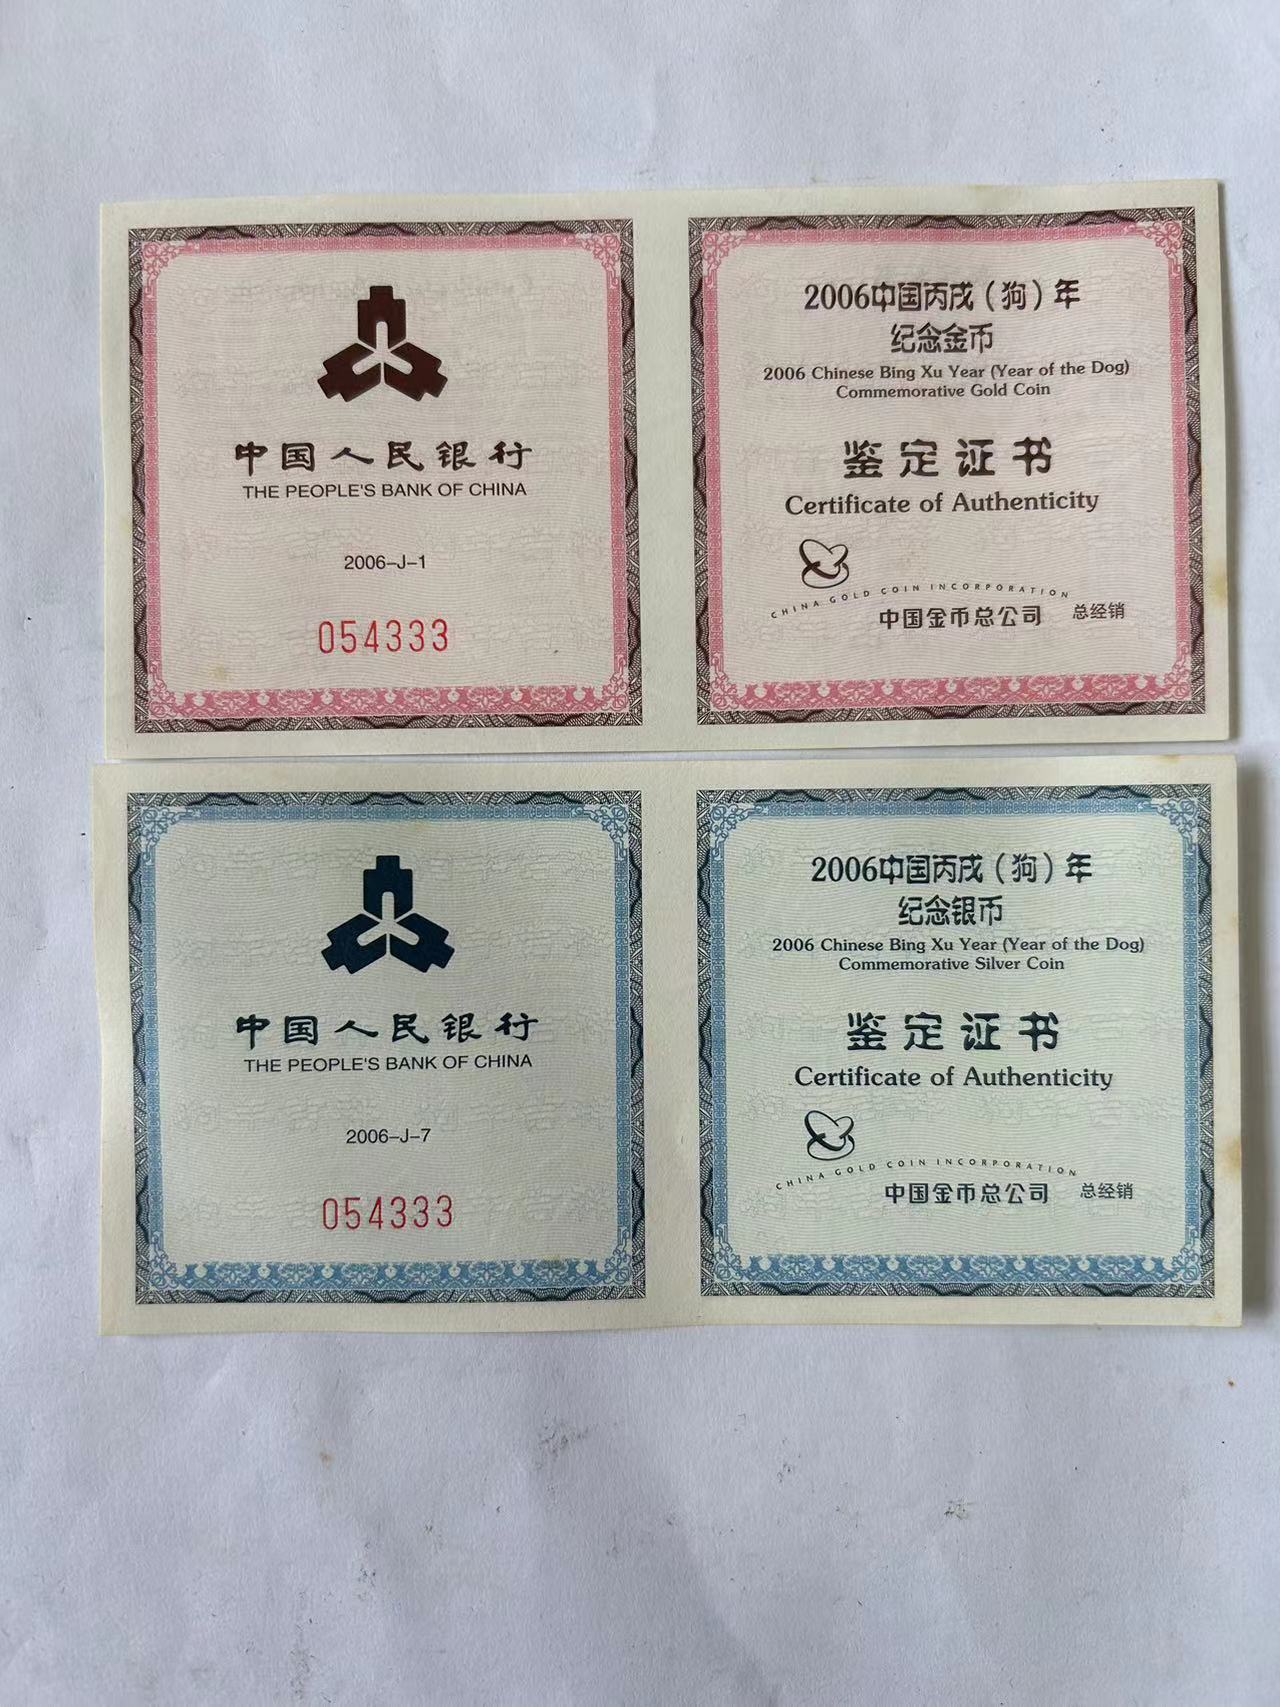 中国人民银行
THE PEOPLE'S BANK OF CHINA
2006-J-1
054333
2006中国丙戌（狗）年
纪念金币
2006 Chinese Bing Xu Year (Year of the Dog)
Commemorative Gold Coin
鉴定证书
Certificate of Authenticity
CHINA GOLD COIN INCORPORATION
中国金币总公司 总经销
中国人民银行
THE PEOPLE'S BANK OF CHINA
2006-J-7
054333
2006中国丙戌（狗）年
纪念银币
2006 Chinese Bing Xu Year (Year of the Dog)
Commemorative Silver Coin
鉴定证书
Certificate of Authenticity
CHINA GOLD COIN INCORPORATION
中国金币总公司 总经销